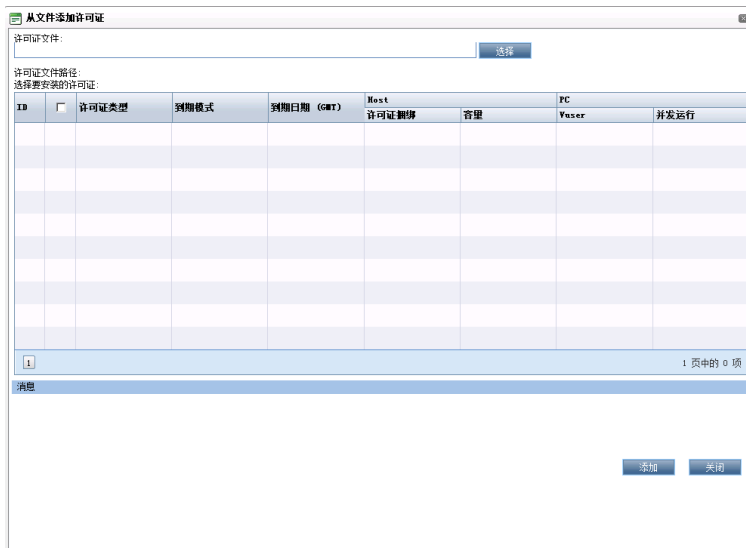 从文件添加许可证
许可证文件:
选择
许可证文件路径:
选择要安装的许可证:
Host PC
ID 许可证类型 到期模式 到期日期 (GMT) 许可证捆绑 容量 Vuser 并发运行
1 1 页中的 0 项
消息
添加 关闭